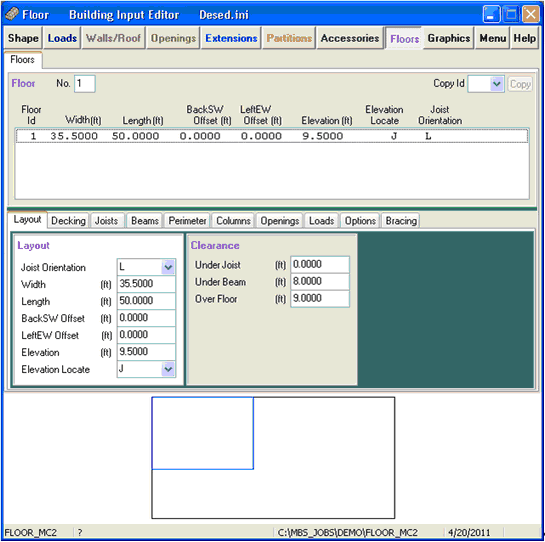 Floor Building Input Editor Desed.ini
Shape Loads Walls/Roof Openings Extensions Partitions Accessories Floors Graphics Menu Help
Floors
Floor No. 1 Copy Id Copy
Floor Id Width(ft) Length (ft) BackSW Offset (ft) LeftEW Offset (ft) Elevation (ft) Elevation Locate Joist Orientation
1 35.5000 50.0000 0.0000 0.0000 9.5000 J L
Layout Decking Joists Beams Perimeter Columns Openings Loads Options Bracing
Layout
Joist Orientation L
Width (ft) 35.5000
Length (ft) 50.0000
BackSW Offset (ft) 0.0000
LeftEW Offset (ft) 0.0000
Elevation (ft) 9.5000
Elevation Locate J
Clearance
Under Joist (ft) 0.0000
Under Beam (ft) 8.0000
Over Floor (ft) 9.0000
FLOOR_MC2 ? C:\MBS_JOBS\DEMO\FLOOR_MC2 4/20/2011